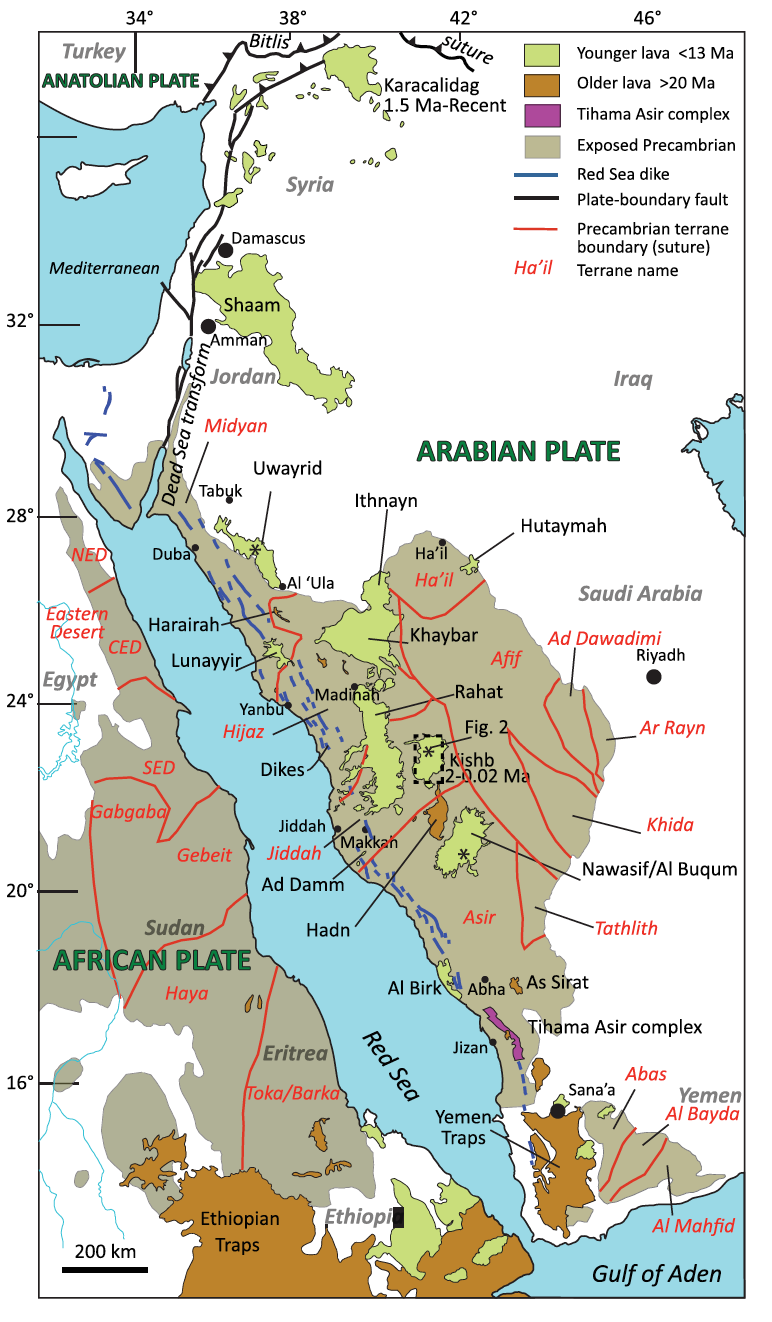 34°
38°
42°
46°
Turkey
Bitlis
suture
ANATOLIAN PLATE
Karacalidag
1.5 Ma-Recent
Younger lava <13 Ma
Older lava >20 Ma
Tihama Asir complex
Exposed Precambrian
Red Sea dike
Plate-boundary fault
Precambrian terrane
boundary (suture)
Ha'il
Terrane name
Syria
Damascus
Mediterranean
Shaam
32°
Amman
Jordan
Iraq
Dead Sea transform
Midyan
ARABIAN PLATE
Uwayrid
Tabuk
Ithnayn
28°
Hutaymah
Duba
Ha'il
NED
Al 'Ula
Ha'il
Saudi Arabia
Eastern
Desert
Harairah
CED
Khaybar
Ad Dawadimi
Lunayyir
Afif
Riyadh
Egypt
Madinah
Rahat
24°
Yanbu
Hijaz
Fig. 2
Ar Rayn
SED
Dikes
Kishb
2-0.02 Ma
Gabgaba
Jiddah
Khida
Gebeit
Jiddah
Makkah
Nawasif/Al Buqum
20°
Ad Damm
Asir
Sudan
Hadn
Tathlith
AFRICAN PLATE
Haya
Al Birk
Abha
As Sirat
Tihama Asir complex
Red Sea
Jizan
Eritrea
16°
Toka/Barka
Sana'a
Abas
Yemen
Al Bayda
Yemen
Traps
Ethiopian
Traps
Ethiopia
Al Mahfid
200 km
Gulf of Aden